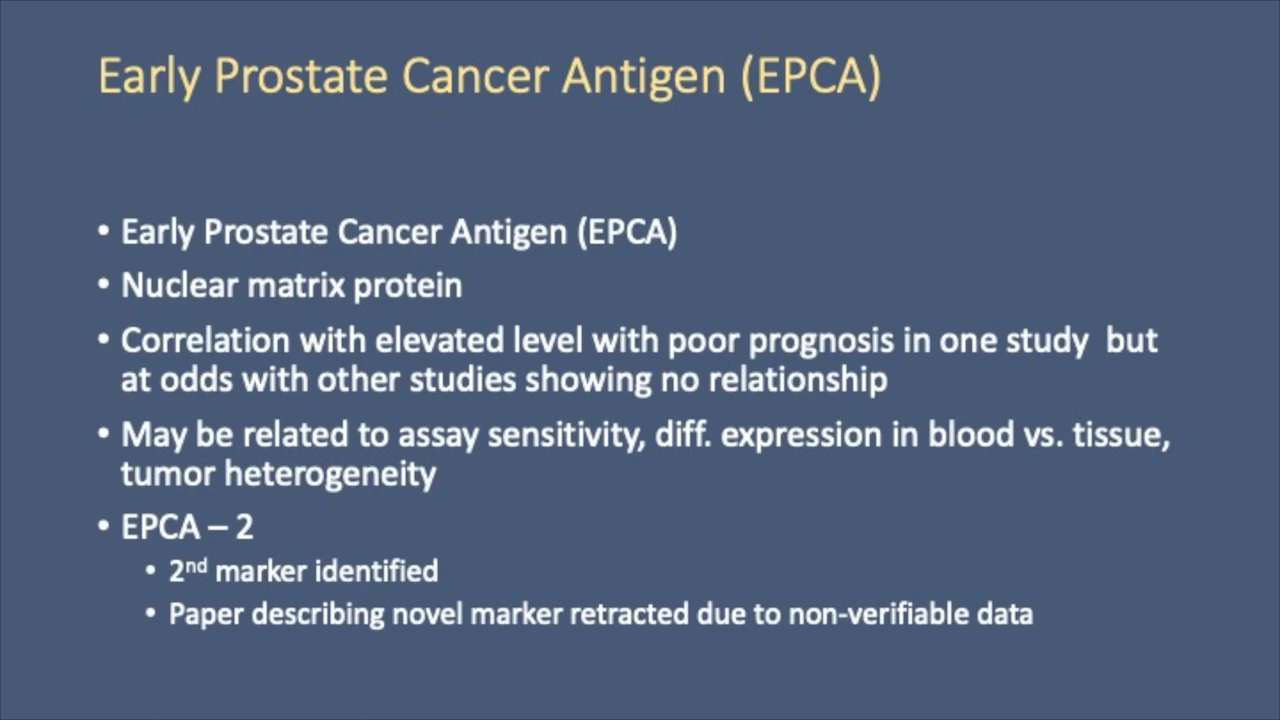 Early Prostate Cancer Antigen (EPCA)
• Early Prostate Cancer Antigen (EPCA)
• Nuclear matrix protein
• Correlation with elevated level with poor prognosis in one study  but
at odds with other studies showing no relationship
• May be related to assay sensitivity, diff. expression in blood vs. tissue,
tumor heterogeneity
• EPCA – 2
• 2nd marker identified
• Paper describing novel marker retracted due to non-verifiable data